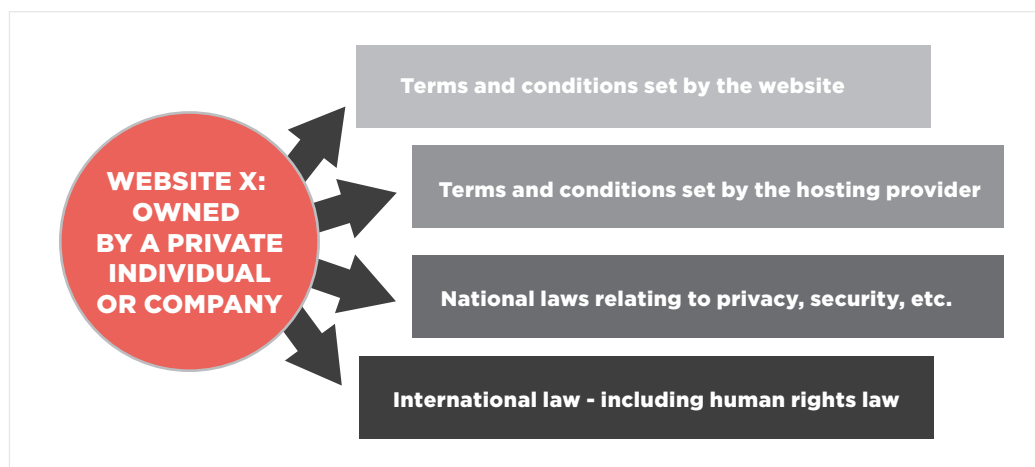 Terms and conditions set by the website
WEBSITE X:
OWNED
BY A PRIVATE
INDIVIDUAL
OR COMPANY
Terms and conditions set by the hosting provider
National laws relating to privacy, security, etc.
International law - including human rights law